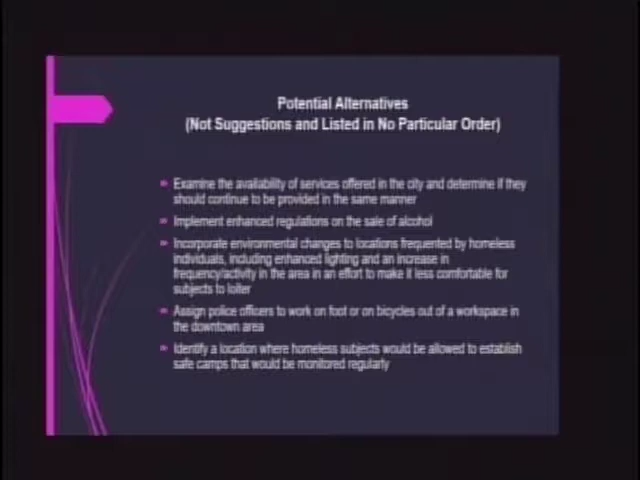 Potential Alternatives
(Not Suggestions and Listed in No Particular Order)
Examine the availability of services offered in the city and determine if they
should continue to be provided in the same manner
Implement enhanced regulations on the sale of alcohol
Incorporate environmental changes to locations frequented by homeless
individuals, including enhanced lighting and an increase in
frequency/activity in the area in an effort to make it less comfortable for
subjects to loiter
Assign police officers to work on foot or on bicycles out of a workspace in
the downtown area
Identify a location where homeless subjects would be allowed to establish
safe camps that would be monitored regularly